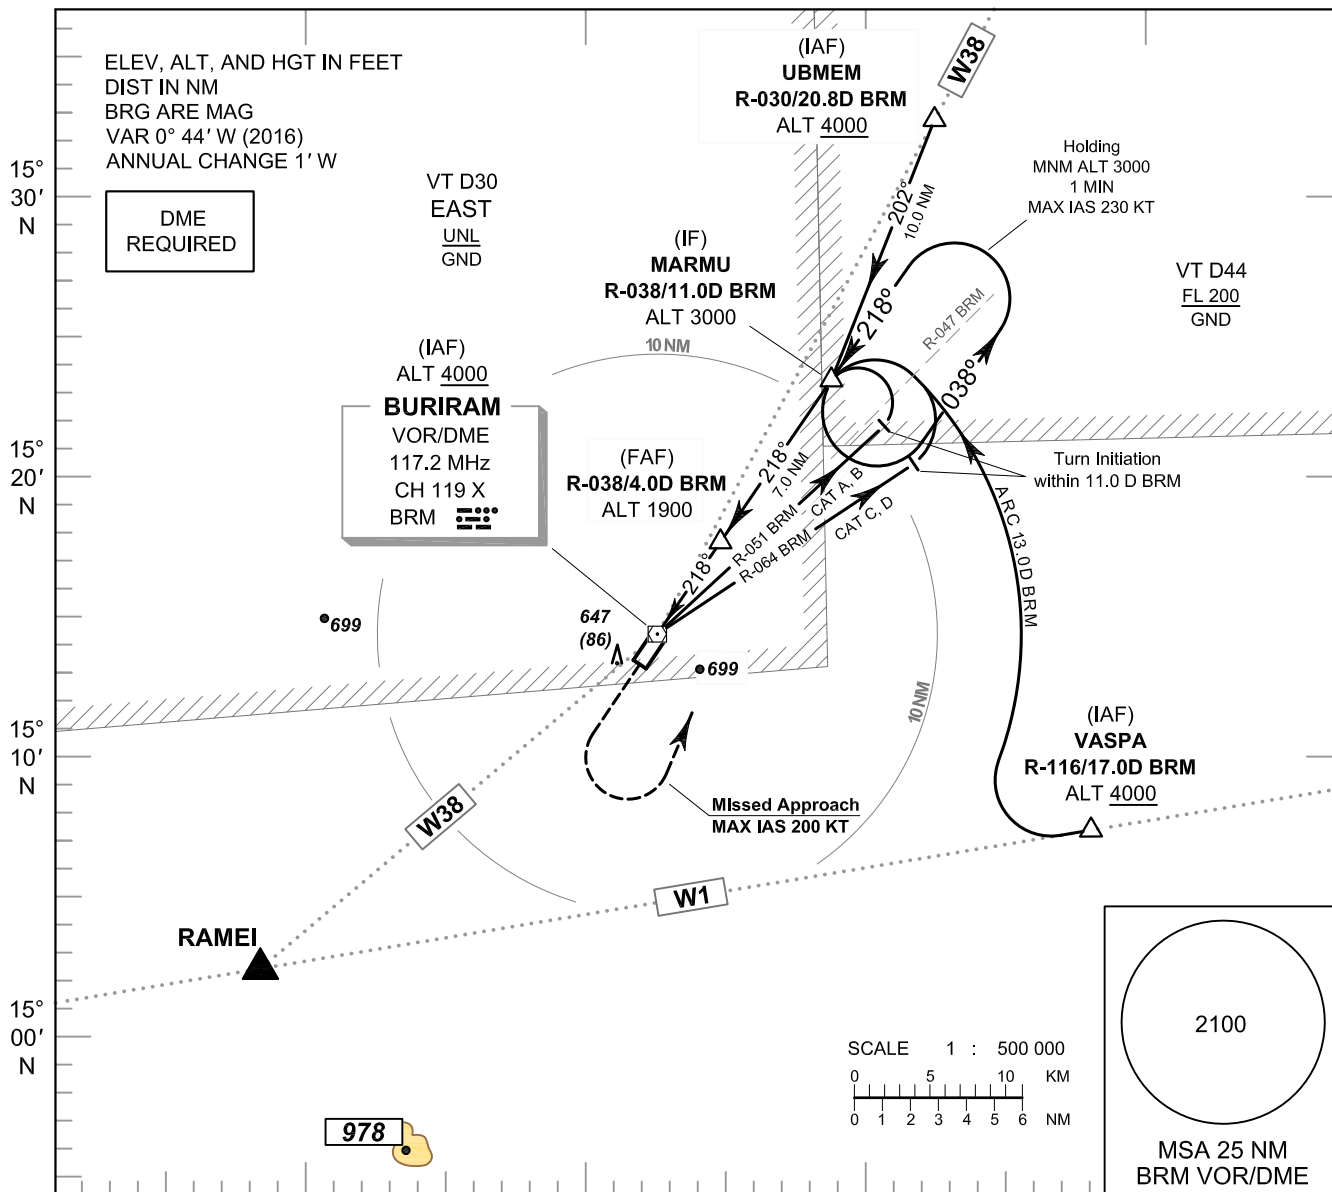 ELEV, ALT, AND HGT IN FEET
DIST IN NM
BRG ARE MAG
VAR 0° 44′ W (2016)
ANNUAL CHANGE 1′ W
DME
REQUIRED
VT D30
EAST
UNL
GND
(IAF)
UBMEM
R-030/20.8D BRM
ALT 4000
W38
Holding
MNM ALT 3000
1 MIN
MAX IAS 230 KT
VT D44
FL 200
GND
202°
10.0 NM
(IF)
MARMU
R-038/11.0D BRM
ALT 3000
218°
R-047 BRM
038°
10 NM
(IAF)
ALT 4000
BURIRAM
VOR/DME
117.2 MHz
CH 119 X
BRM
(FAF)
R-038/4.0D BRM
ALT 1900
218°
7.0 NM
R-051 BRM
CAT A, B
R-064 BRM
CAT C, D
Turn Initiation
within 11.0 D BRM
ARC 13.0D BRM
218°
699
647
(86)
699
10 NM
(IAF)
VASPA
R-116/17.0D BRM
ALT 4000
MIssed Approach
MAX IAS 200 KT
W38
W1
RAMEI
978
15°
30′
N
15°
20′
N
15°
10′
N
15°
00′
N
SCALE 1 : 500 000
0 5 10 KM
0 1 2 3 4 5 6 NM
2100
MSA 25 NM
BRM VOR/DME